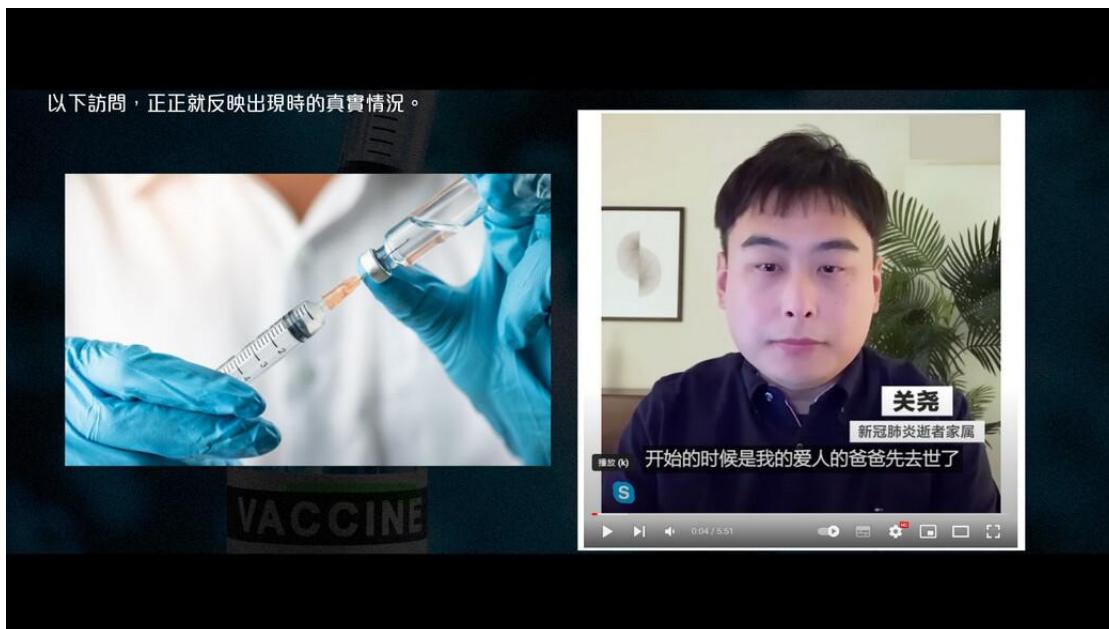 以下訪問，正正就反映出現時的真實情況。
VACCINE
关尧
新冠肺炎逝者家属
播放 (k)
开始的时候是我的爱人的爸爸先去世了
S
0:04 / 5:51
HD